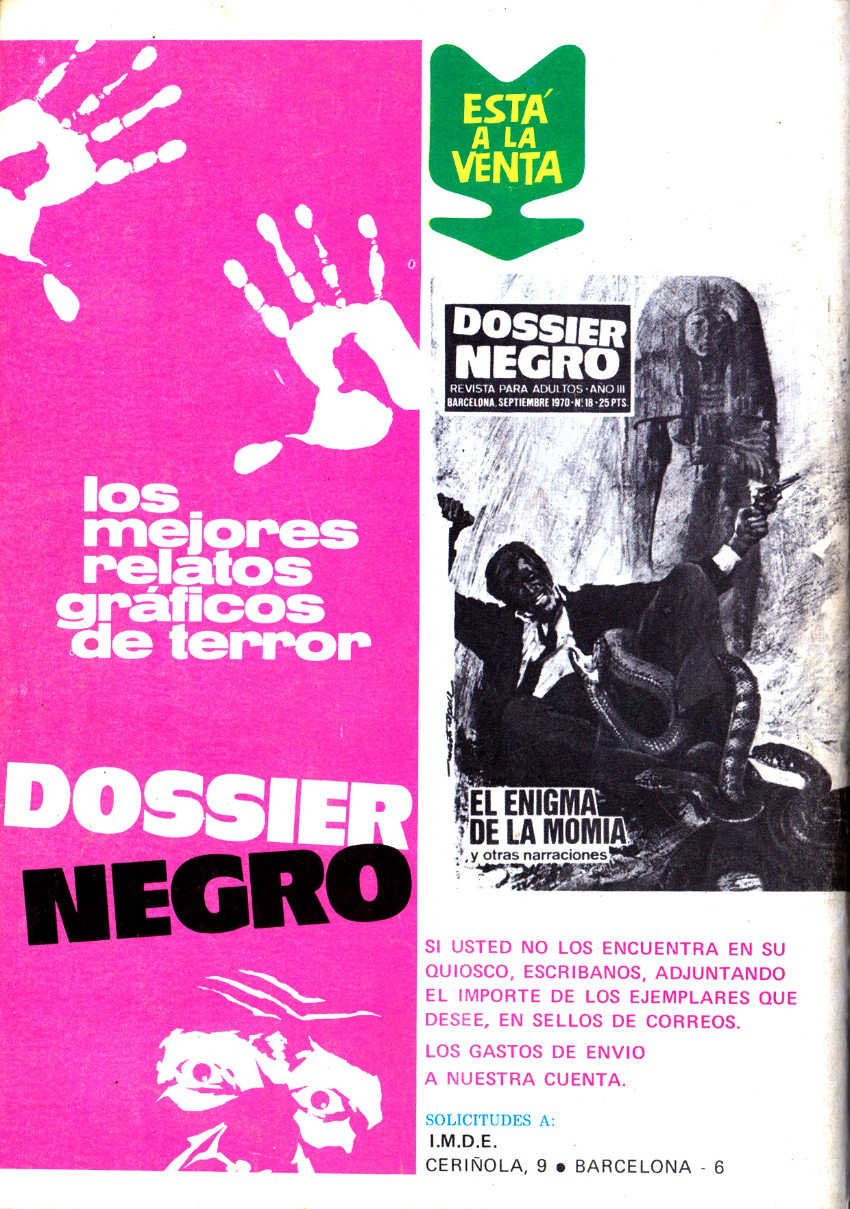 ESTÁ
A LA
VENTA
los
mejores
relatos
gráficos
de terror
DOSSIER
NEGRO
DOSSIER
NEGRO
REVISTA PARA ADULTOS · AÑO III
BARCELONA. SEPTIEMBRE 1970 · N.º 18 · 25 PTS.
EL ENIGMA
DE LA MOMIA
y otras narraciones
SI USTED NO LOS ENCUENTRA EN SU
QUIOSCO, ESCRIBANOS, ADJUNTANDO
EL IMPORTE DE LOS EJEMPLARES QUE
DESEE, EN SELLOS DE CORREOS.
LOS GASTOS DE ENVIO
A NUESTRA CUENTA.
SOLICITUDES A:
I.M.D.E.
CERIÑOLA, 9 ● BARCELONA - 6